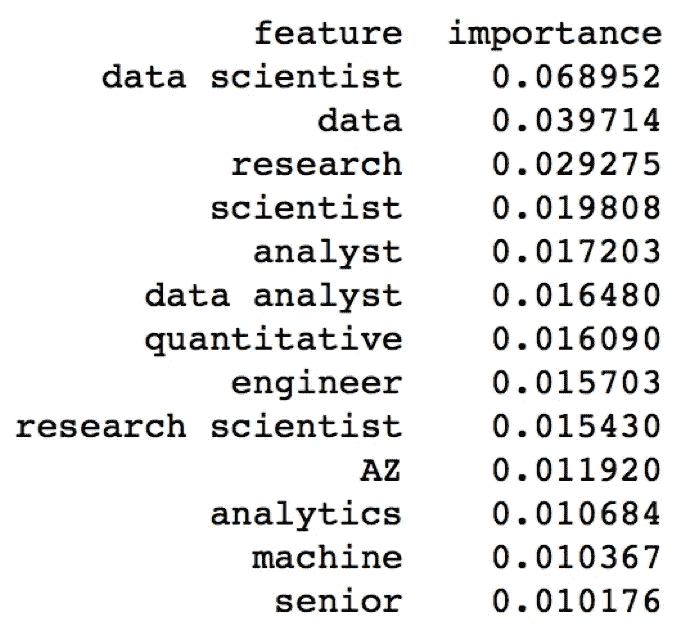 feature importance
data scientist 0.068952
data 0.039714
research 0.029275
scientist 0.019808
analyst 0.017203
data analyst 0.016480
quantitative 0.016090
engineer 0.015703
research scientist 0.015430
AZ 0.011920
analytics 0.010684
machine 0.010367
senior 0.010176